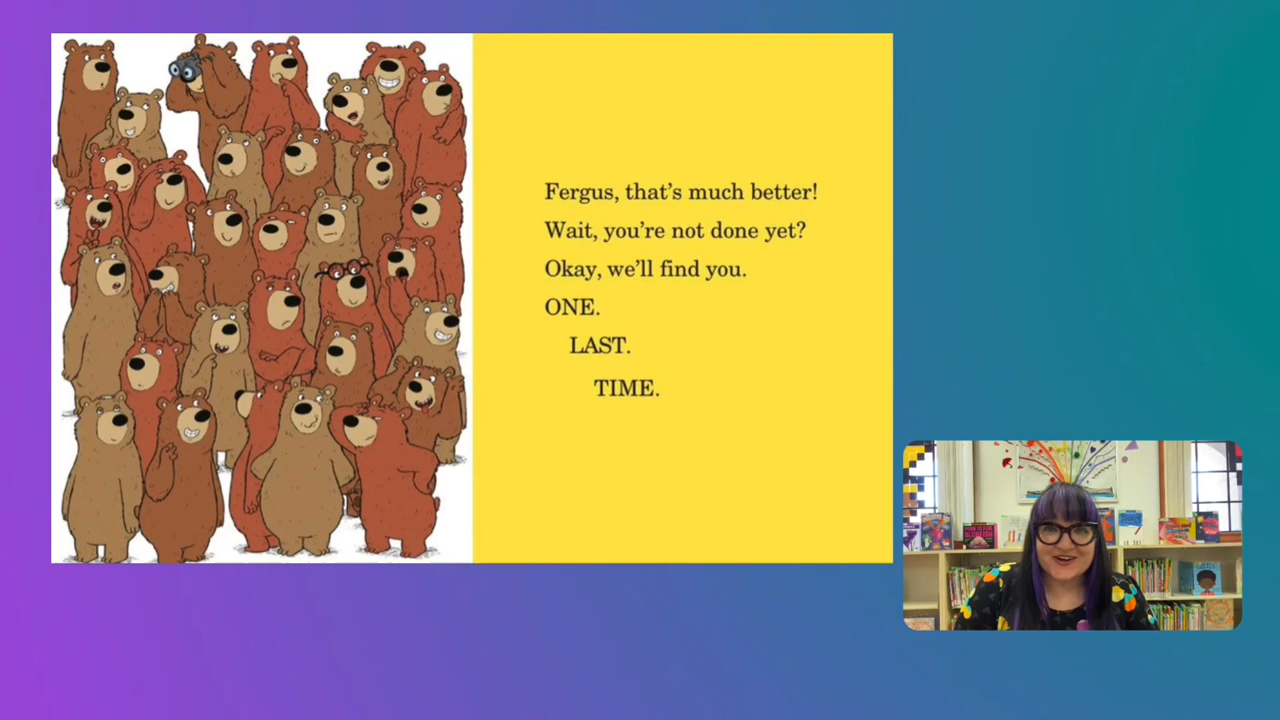 Fergus, that's much better!
Wait, you're not done yet?
Okay, we'll find you.
ONE.
LAST.
TIME.